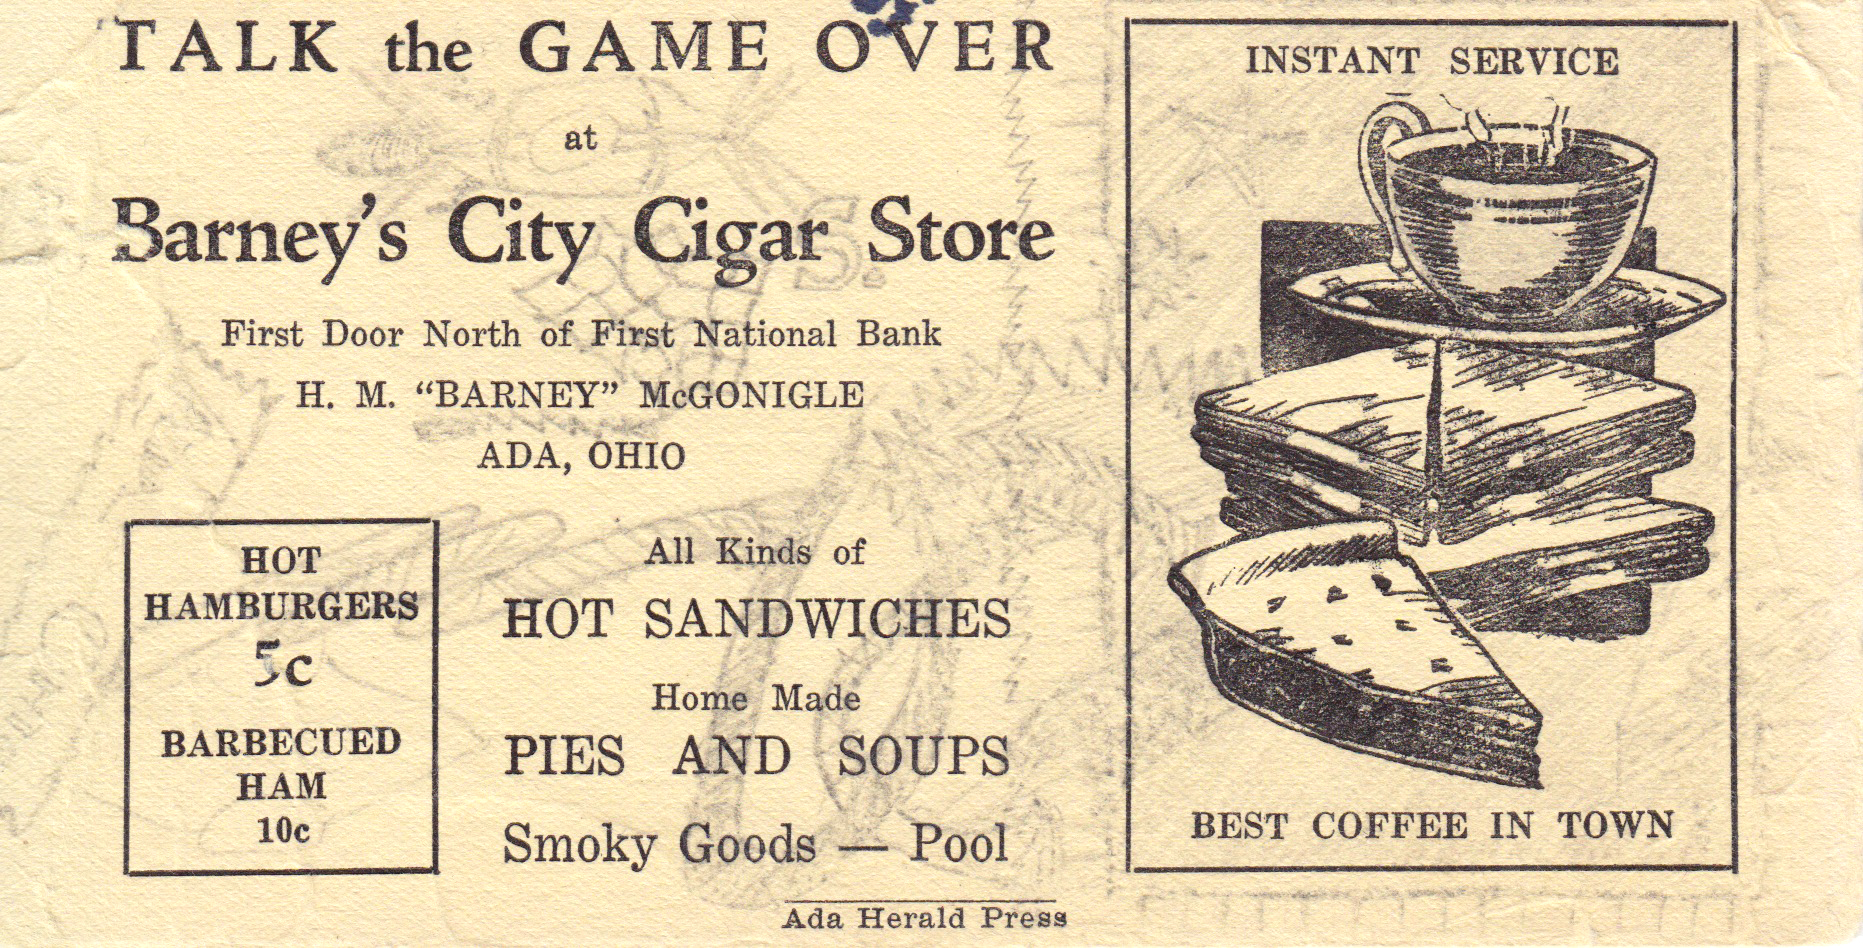 TALK the GAME OVER
at
Barney's City Cigar Store
First Door North of First National Bank
H. M. “BARNEY” McGONIGLE
ADA, OHIO
HOT
HAMBURGERS
5c
BARBECUED
HAM
10c
All Kinds of
HOT SANDWICHES
Home Made
PIES AND SOUPS
Smoky Goods — Pool
Ada Herald Press
INSTANT SERVICE
BEST COFFEE IN TOWN